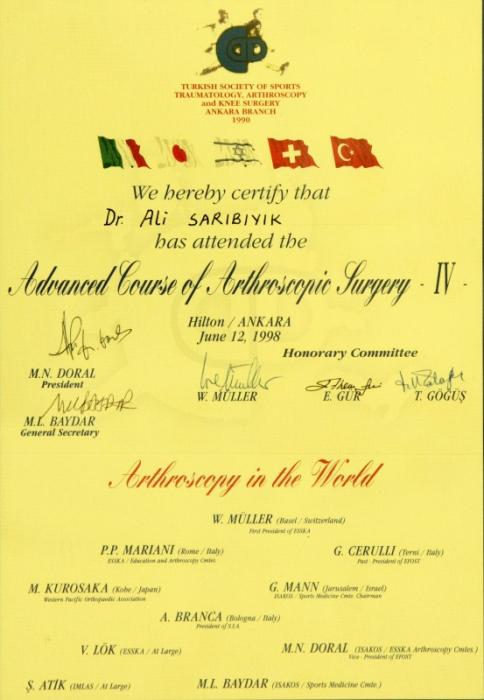 TURKISH SOCIETY OF SPORTS
TRAUMATOLOGY, ARTHROSCOPY
and KNEE SURGERY
ANKARA BRANCH
1990
We hereby certify that
Dr. Ali SARIBIYIK
has attended the
Advanced Course of Arthroscopic Surgery - IV -
Hilton / ANKARA
June 12, 1998
Honorary Committee
M.N. DORAL
President
W. MÜLLER
E. GÜR
T. GÖĞÜŞ
M.L. BAYDAR
General Secretary
Arthroscopy in the World
W. MÜLLER (Basel / Switzerland)
First President of ESSKA
P.P. MARIANI (Rome / Italy)
ESSKA / Education and Arthroscopy Cmtes.
G. CERULLI (Terni / Italy)
Past - President of EFOST
M. KUROSAKA (Kobe / Japan)
Western Pacific Orthopaedic Association
G. MANN (Jerusalem / Israel)
ISAKOS / Sports Medicine Cmte. Chairman
A. BRANCA (Bologna / Italy)
President of S.I.A
V. LÖK (ESSKA / At Large)
M.N. DORAL (ISAKOS / ESSKA Arthroscopy Cmtes.)
Vice - President of EFOST
Ş. ATİK (IMLAS / At Large)
M.L. BAYDAR (ISAKOS / Sports Medicine Cmte.)